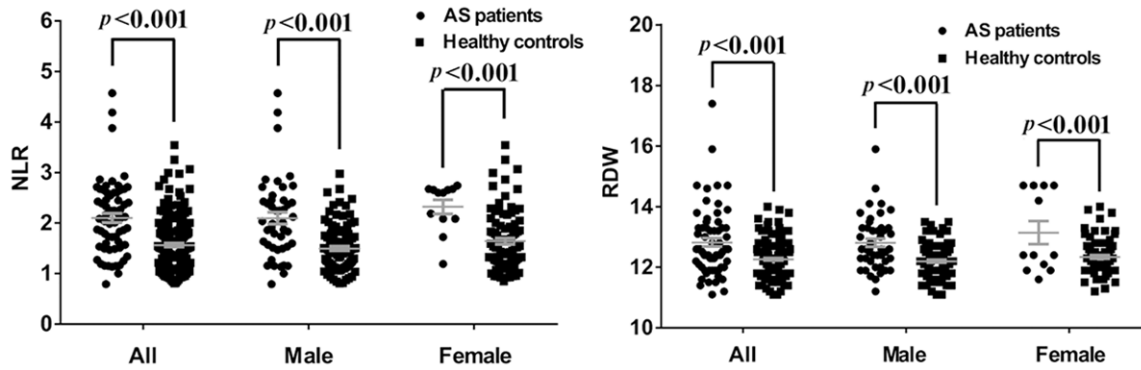 6
5
4
3
2
1
0
NLR
p<0.001
p<0.001
p<0.001
AS patients
Healthy controls
All
Male
Female
20
18
16
14
12
10
RDW
p<0.001
p<0.001
p<0.001
AS patients
Healthy controls
All
Male
Female